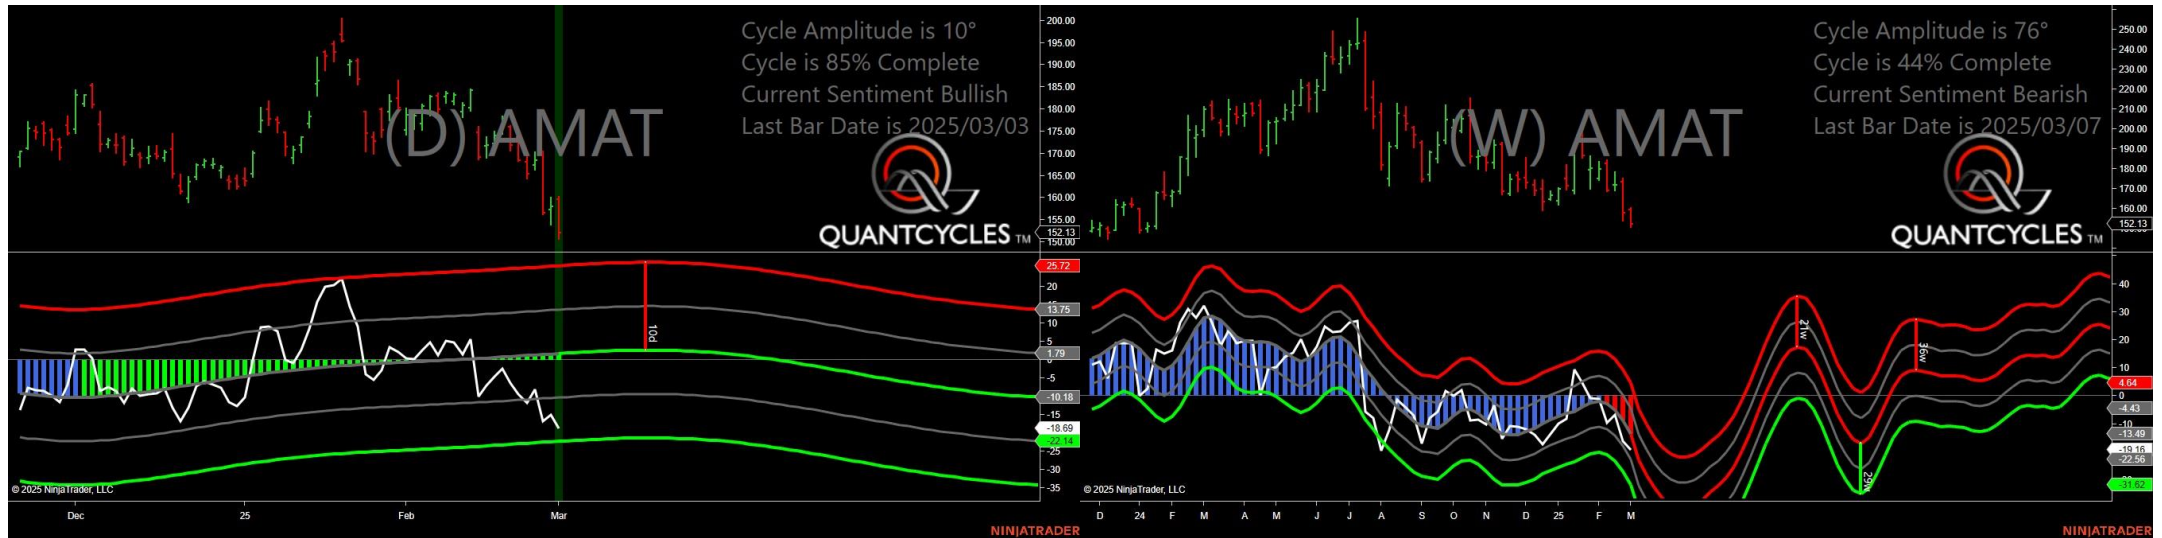 Cycle Amplitude is 10°
Cycle is 85% Complete
Current Sentiment Bullish
Last Bar Date is 2025/03/03
(D) AMAT
QUANTCYCLES TM
200.00
195.00
190.00
185.00
180.00
175.00
170.00
165.00
160.00
155.00
152.13
150.00
25.72
20
13.75
10
5
1.79
-5
-10.18
-15
-18.69
-22.14
-25
-30
-35
10d
© 2025 NinjaTrader, LLC
Dec 25 Feb Mar
NINJATRADER
Cycle Amplitude is 76°
Cycle is 44% Complete
Current Sentiment Bearish
Last Bar Date is 2025/03/07
(W) AMAT
QUANTCYCLES TM
250.00
240.00
230.00
220.00
210.00
200.00
190.00
180.00
170.00
160.00
152.13
40
30
20
10
4.64
0
-4.43
-10
-13.49
-19.16
-22.56
-31.62
21w
36w
29w
© 2025 NinjaTrader, LLC
D 24 F M A M J J A S O N D 25 F M
NINJATRADER